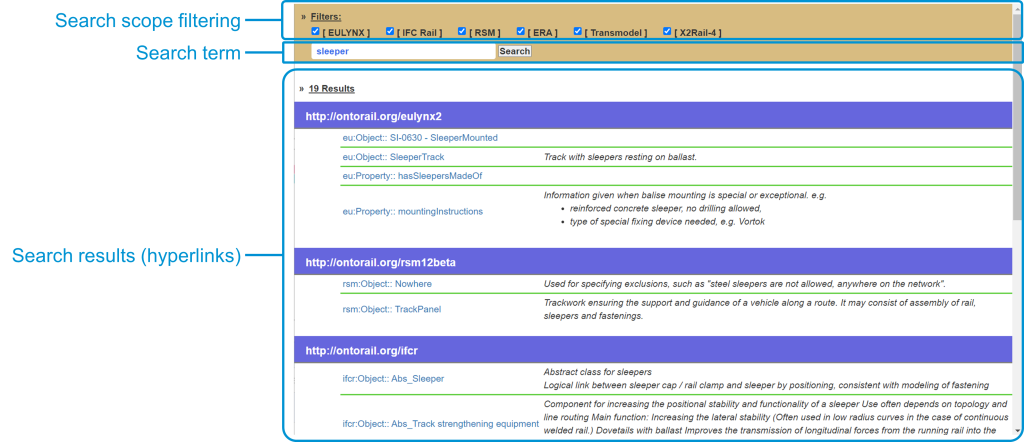 Search scope filtering
» Filters:
[ EULYNX ] [ IFC Rail ] [ RSM ] [ ERA ] [ Transmodel ] [ X2Rail-4 ]
Search term
sleeper Search
» 19 Results
http://ontorail.org/eulynx2
eu:Object:: SI-0630 - SleeperMounted
eu:Object:: SleeperTrack Track with sleepers resting on ballast.
eu:Property:: hasSleepersMadeOf
Information given when balise mounting is special or exceptional. e.g.
eu:Property:: mountingInstructions • reinforced concrete sleeper, no drilling allowed,
• type of special fixing device needed, e.g. Vortok
Search results (hyperlinks)
http://ontorail.org/rsm12beta
rsm:Object:: Nowhere Used for specifying exclusions, such as "steel sleepers are not allowed, anywhere on the network".
rsm:Object:: TrackPanel Trackwork ensuring the support and guidance of a vehicle along a route. It may consist of assembly of rail,
sleepers and fastenings.
http://ontorail.org/ifcr
ifcr:Object:: Abs_Sleeper Abstract class for sleepers
Logical link between sleeper cap / rail clamp and sleeper by positioning, consistent with modeling of fastening
Component for increasing the positional stability and functionality of a sleeper Use often depends on topology and
line routing Main function: Increasing the lateral stability (Often used in low radius curves in the case of continuous
ifcr:Object:: Abs_Track strengthening equipment welded rail.) Dovetails with ballast Improves the transmission of longitudinal forces from the running rail into the